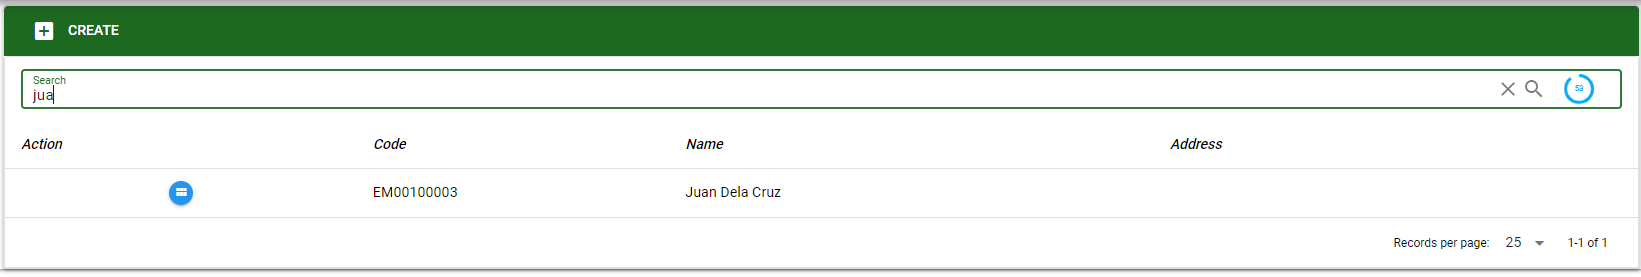 CREATE
Search
jua
53
Action Code Name Address
EM00100003 Juan Dela Cruz
Records per page: 25 1-1 of 1